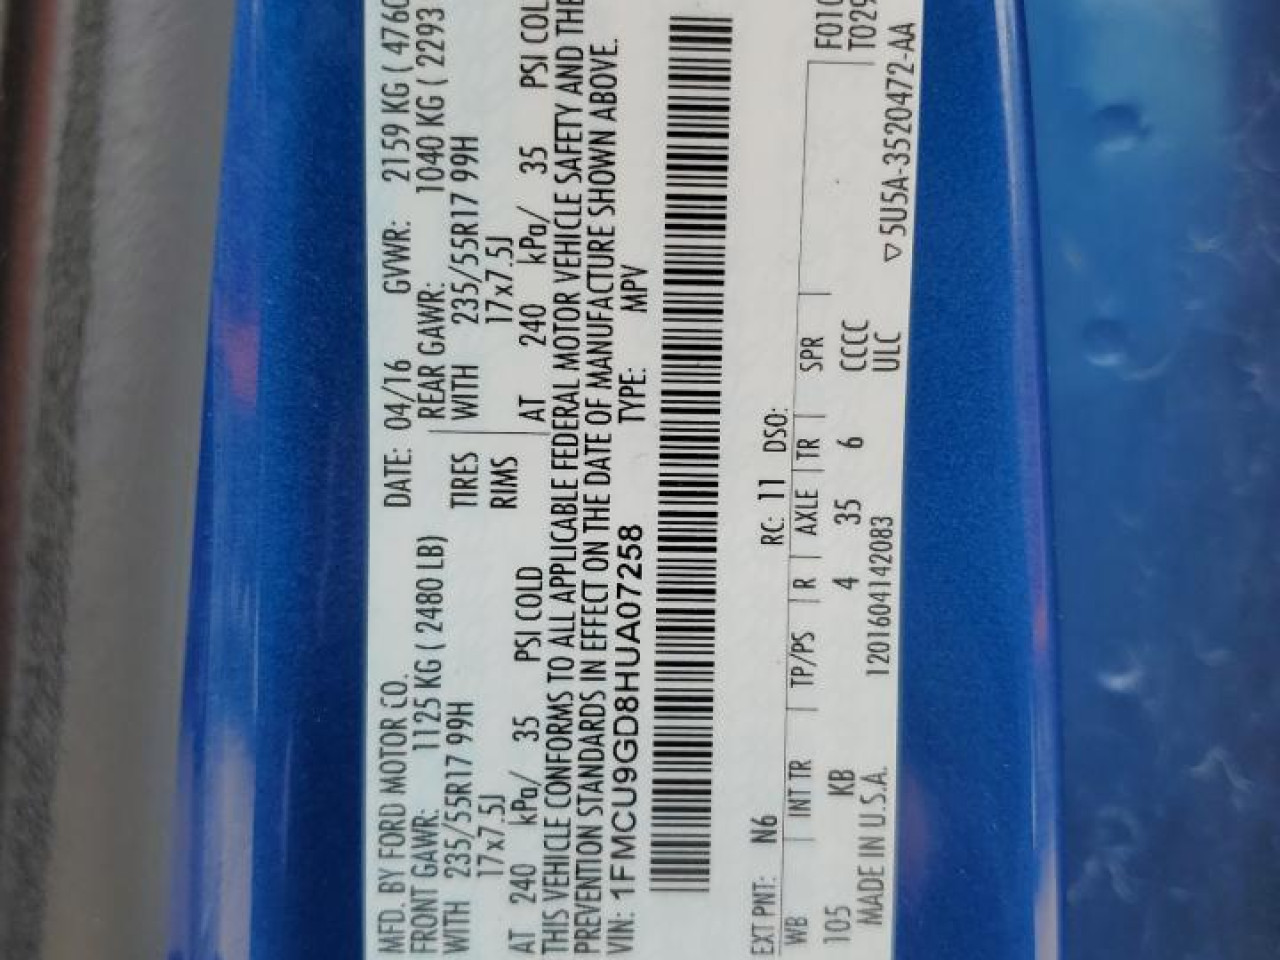 MFD. BY FORD MOTOR CO. DATE: 04/16 GVWR: 2159 KG ( 4760
FRONT GAWR: 1125 KG ( 2480 LB) REAR GAWR: 1040 KG ( 2293
WITH 235/55R17 99H TIRES WITH 235/55R17 99H
17x7.5J RIMS 17x7.5J
AT 240 kPa/ 35 PSI COLD AT 240 kPa/ 35 PSI COL
THIS VEHICLE CONFORMS TO ALL APPLICABLE FEDERAL MOTOR VEHICLE SAFETY AND THE
PREVENTION STANDARDS IN EFFECT ON THE DATE OF MANUFACTURE SHOWN ABOVE.
VIN: 1FMCU9GD8HUA07258 TYPE: MPV
EXT PNT: N6 RC: 11 DSO:
WB INT TR TP/PS R AXLE TR SPR F010
105 KB 4 35 6 CCCC T029
MADE IN U.S.A. 1201604142083 ULC
▽5U5A-3520472-AA